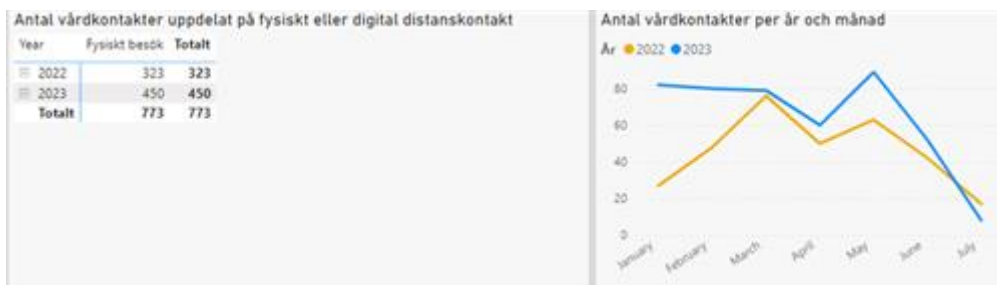 Antal vårdkontakter uppdelat på fysiskt eller digital distanskontakt
Year Fysiskt besök Totalt
2022 323 323
2023 450 450
Totalt 773 773
Antal vårdkontakter per år och månad
År 2022 2023
80
60
40
20
0
January February March April May June July